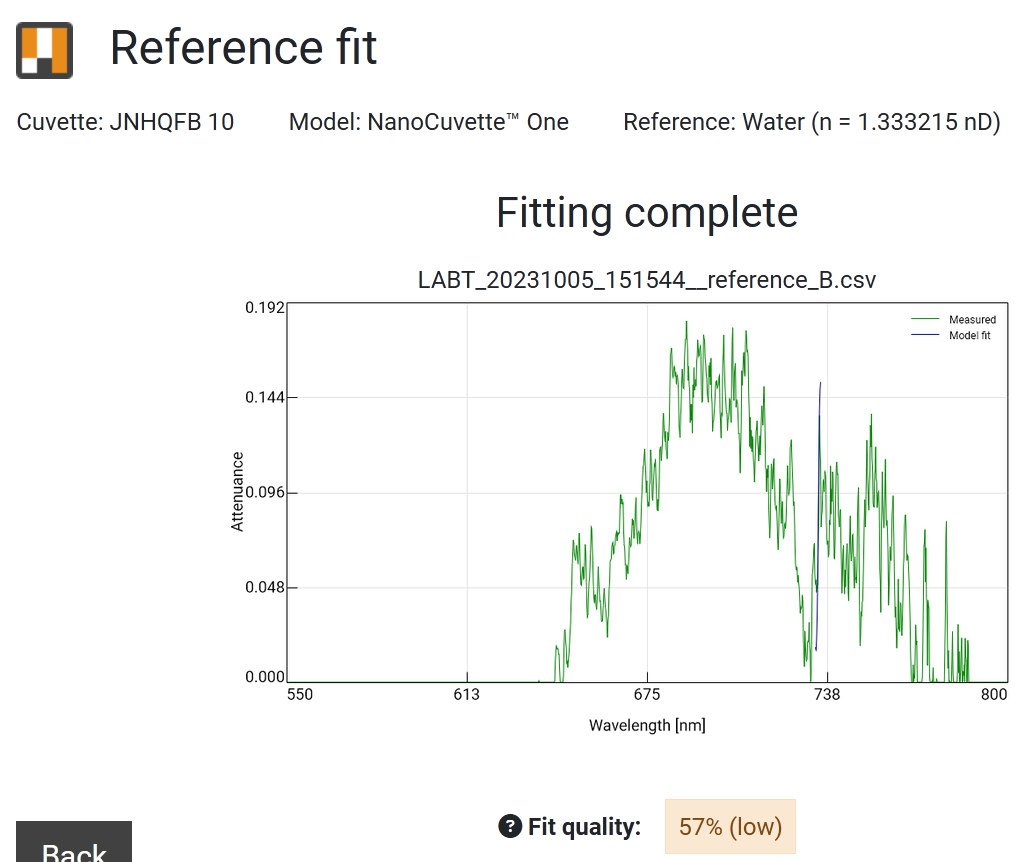 Reference fit
Cuvette: JNHQFB 10 Model: NanoCuvette™ One Reference: Water (n = 1.333215 nD)
Fitting complete
LABT_20231005_151544__reference_B.csv
0.192
Measured
Model fit
0.144
Attenuance
0.096
0.048
0.000
550 613 675 738 800
Wavelength [nm]
? Fit quality: 57% (low)
Back